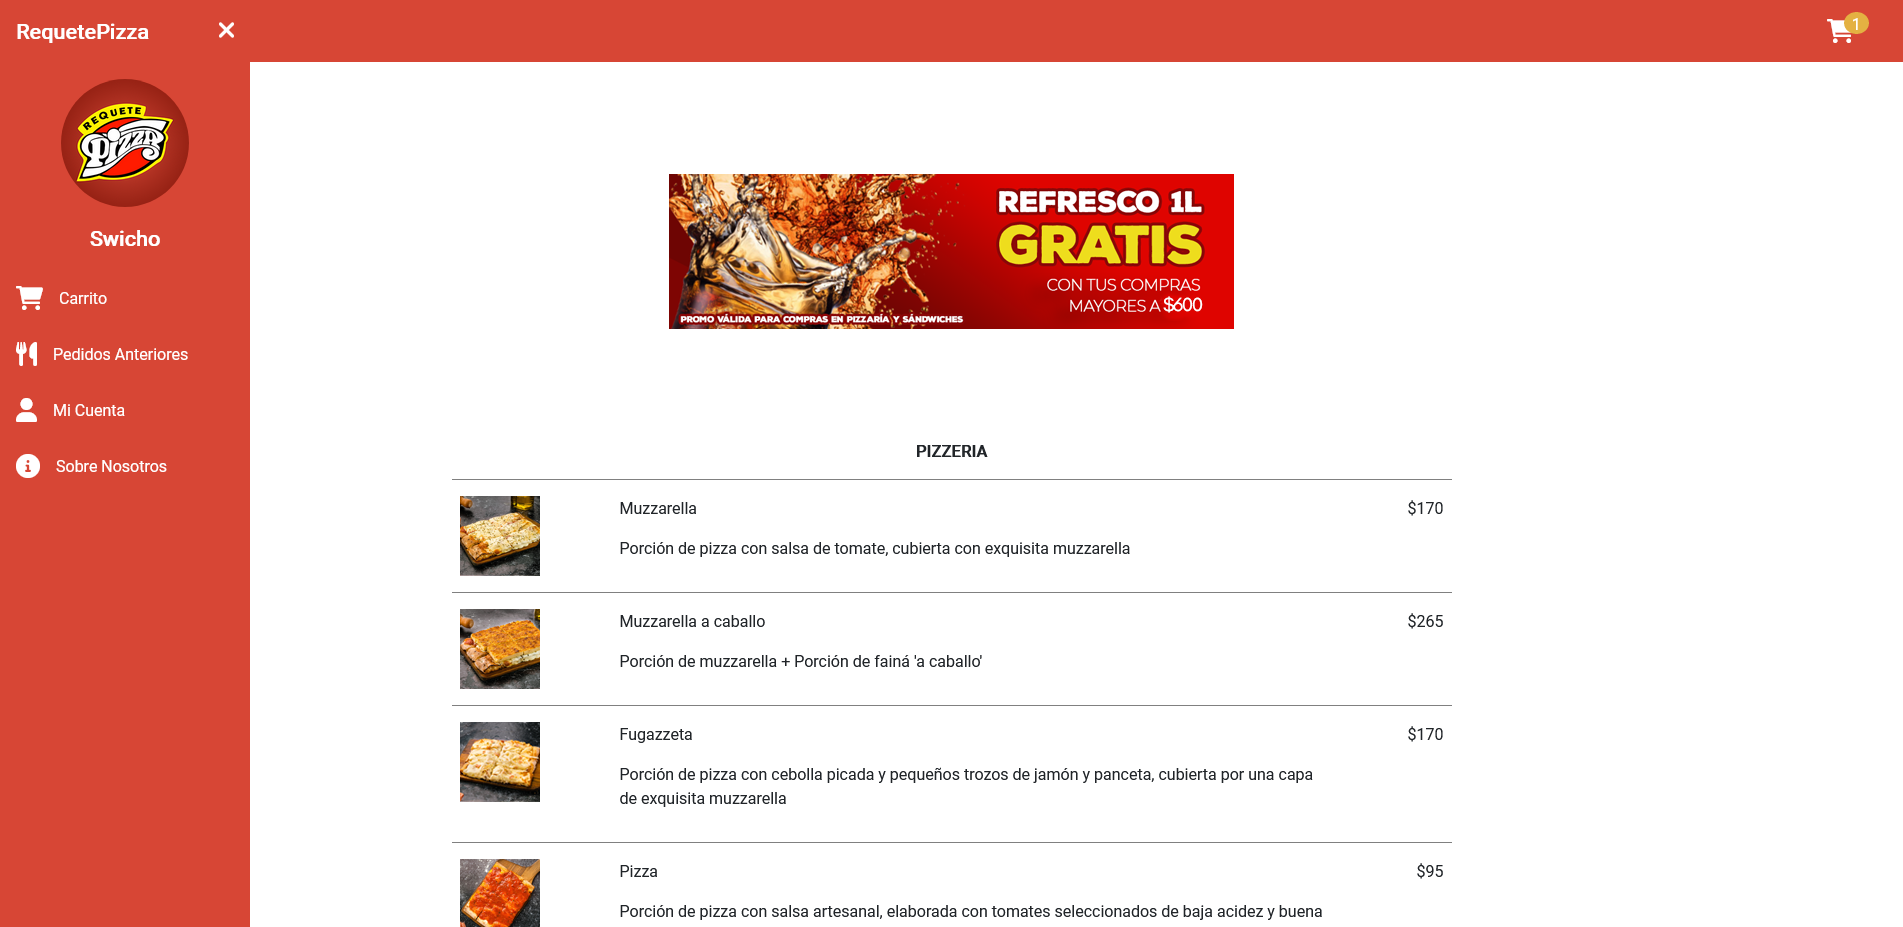 RequetePizza
1
REQUETE
Pizza
Swicho
Carrito
Pedidos Anteriores
Mi Cuenta
Sobre Nosotros
REFRESCO 1L
GRATIS
CON TUS COMPRAS
MAYORES A $600
PROMO VÁLIDA PARA COMPRAS EN PIZZARÍA Y SÁNDWICHES
PIZZERIA
Muzzarella $170
Porción de pizza con salsa de tomate, cubierta con exquisita muzzarella
Muzzarella a caballo $265
Porción de muzzarella + Porción de fainá 'a caballo'
Fugazzeta $170
Porción de pizza con cebolla picada y pequeños trozos de jamón y panceta, cubierta por una capa
de exquisita muzzarella
Pizza $95
Porción de pizza con salsa artesanal, elaborada con tomates seleccionados de baja acidez y buena